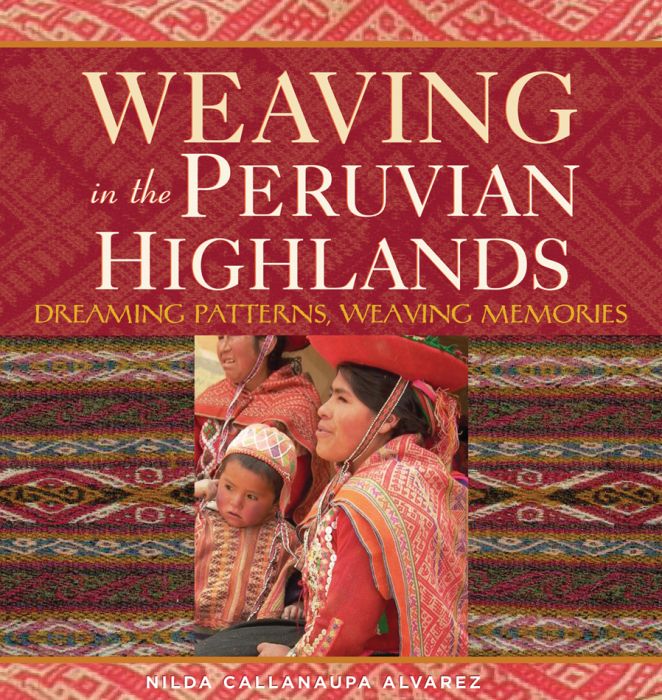 WEAVING
in the PERUVIAN
HIGHLANDS
DREAMING PATTERNS, WEAVING MEMORIES
NILDA CALLANAUPA ALVAREZ